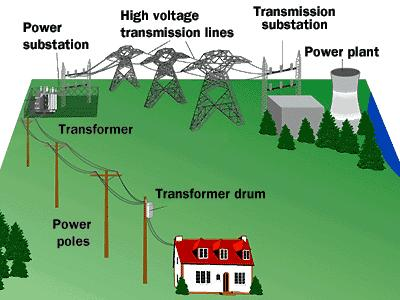 Power
substation
High voltage
transmission lines
Transmission
substation
Power plant
Transformer
Transformer drum
Power
poles